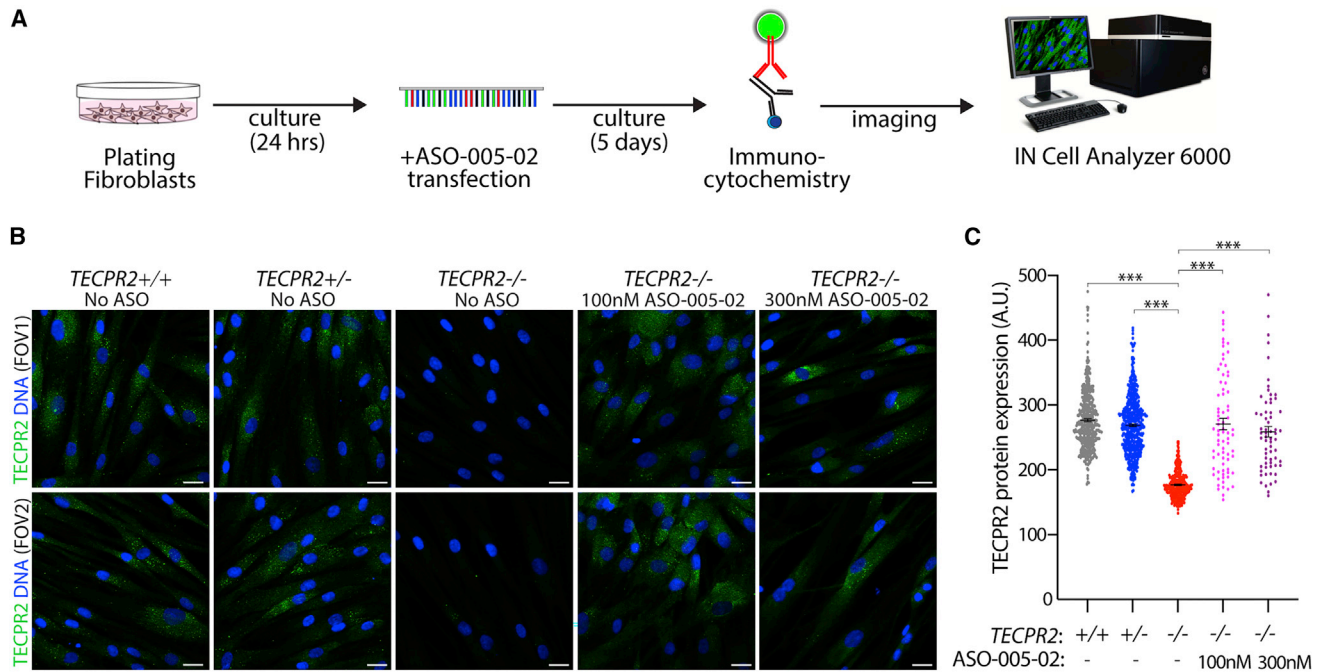 A
culture
(24 hrs)
culture
(5 days)
imaging
Plating
Fibroblasts
+ASO-005-02
transfection
Immuno-
cytochemistry
IN Cell Analyzer 6000
B
TECPR2+/+
No ASO
TECPR2+/-
No ASO
TECPR2-/-
No ASO
TECPR2-/-
100nM ASO-005-02
TECPR2-/-
300nM ASO-005-02
TECPR2 DNA (FOV1)
TECPR2 DNA (FOV2)
C
TECPR2 protein expression (A.U.)
500
400
300
200
100
0
***
***
***
***
TECPR2: +/+ +/- -/- -/- -/-
ASO-005-02: - - - 100nM 300nM